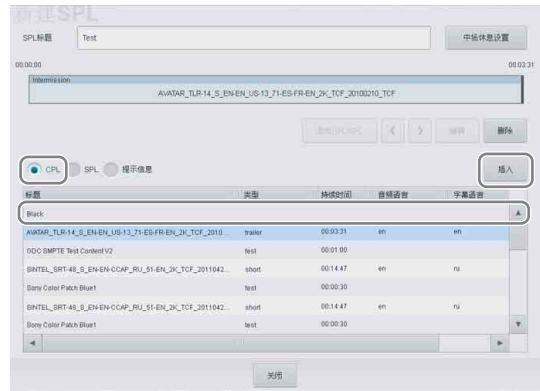 新建SPL
SPL标题 Test 中场休息设置
00:00:00 00:03:31
Intermission
AVATAR_TLR-14_S_EN-EN_US-13_71-ES-FR-EN_2K_TCF_20100210_TCF
编辑 删除
CPL SPL 提示信息 插入
标题 类型 持续时间 音频语言 字幕语言
Black
AVATAR_TLR-14_S_EN-EN_US-13_71-ES-FR-EN_2K_TCF_2010... trailer 00:03:31 en en
GDC SMPTE Test Content V2 test 00:01:00
SINTEL_SRT-48_S_EN-EN-CCAP_RU_51-EN_2K_TCF_2011042... short 00:14:47 en ru
Sony Color Patch Blue1 test 00:00:30
SINTEL_SRT-48_S_EN-EN-CCAP_RU_51-EN_2K_TCF_2011042... short 00:14:47 en ru
Sony Color Patch Blue1 test 00:00:30
关闭